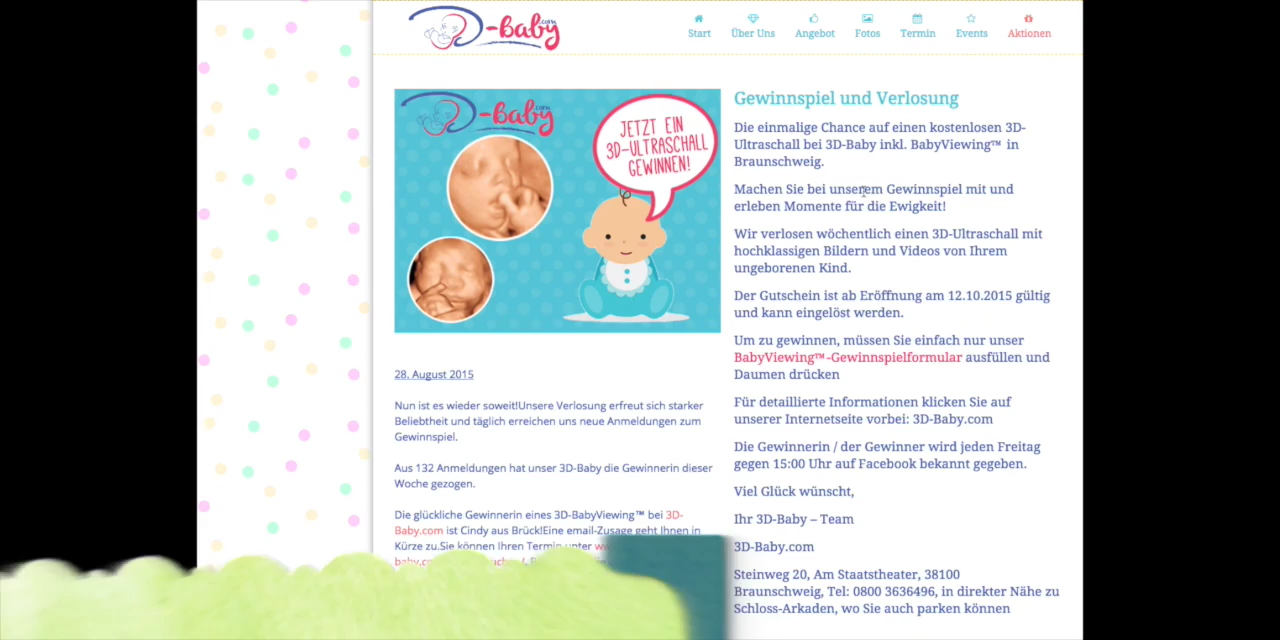 D-baby.com
Start
Über Uns
Angebot
Fotos
Termin
Events
Aktionen
D-baby.com
JETZT EIN
3D-ULTRASCHALL
GEWINNEN!
28. August 2015
Nun ist es wieder soweit!Unsere Verlosung erfreut sich starker
Beliebtheit und täglich erreichen uns neue Anmeldungen zum
Gewinnspiel.
Aus 132 Anmeldungen hat unser 3D-Baby die Gewinnerin dieser
Woche gezogen.
Die glückliche Gewinnerin eines 3D-BabyViewing™ bei 3D-
Baby.com ist Cindy aus Brück!Eine email-Zusage geht Ihnen in
Kürze zu.Sie können Ihren Termin unter
Gewinnspiel und Verlosung
Die einmalige Chance auf einen kostenlosen 3D-
Ultraschall bei 3D-Baby inkl. BabyViewing™ in
Braunschweig.
Machen Sie bei unserem Gewinnspiel mit und
erleben Momente für die Ewigkeit!
Wir verlosen wöchentlich einen 3D-Ultraschall mit
hochklassigen Bildern und Videos von Ihrem
ungeborenen Kind.
Der Gutschein ist ab Eröffnung am 12.10.2015 gültig
und kann eingelöst werden.
Um zu gewinnen, müssen Sie einfach nur unser
BabyViewing™-Gewinnspielformular ausfüllen und
Daumen drücken
Für detaillierte Informationen klicken Sie auf
unserer Internetseite vorbei: 3D-Baby.com
Die Gewinnerin / der Gewinner wird jeden Freitag
gegen 15:00 Uhr auf Facebook bekannt gegeben.
Viel Glück wünscht,
Ihr 3D-Baby – Team
3D-Baby.com
Steinweg 20, Am Staatstheater, 38100
Braunschweig, Tel: 0800 3636496, in direkter Nähe zu
Schloss-Arkaden, wo Sie auch parken können